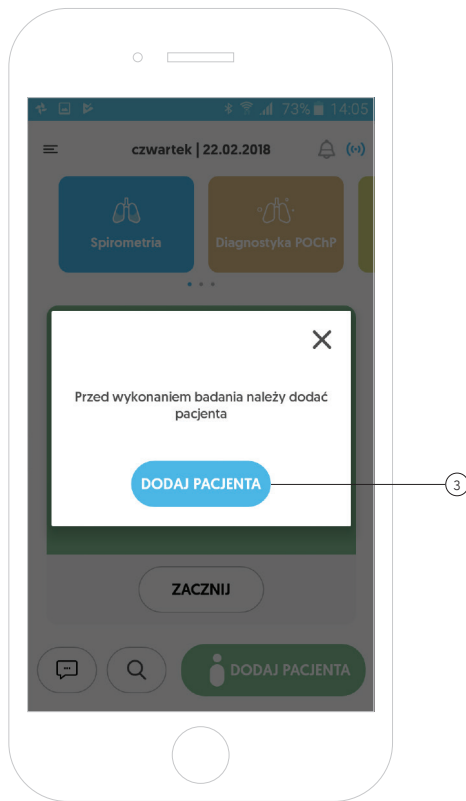 73% 14:05
czwartek | 22.02.2018
Spirometria
Diagnostyka POChP
Przed wykonaniem badania należy dodać
pacjenta
DODAJ PACJENTA
3
ZACZNIJ
DODAJ PACJENTA